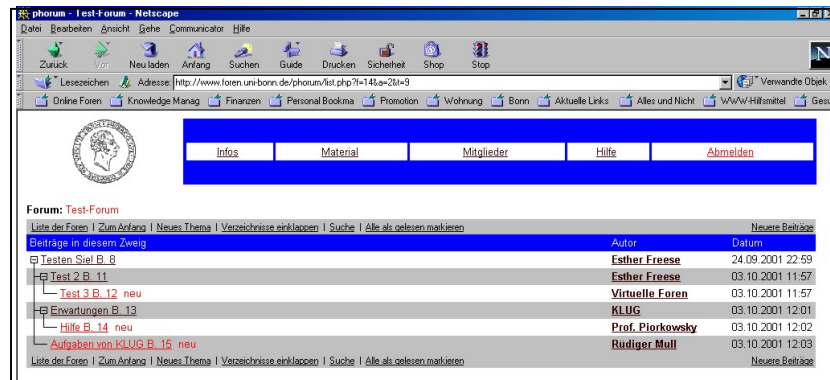 phorum - Test-Forum - Netscape
Datei Bearbeiten Ansicht Gehe Communicator Hilfe
Zurück Vor Neu laden Anfang Suchen Guide Drucken Sicherheit Shop Stop
Lesezeichen Adresse: http://www.foren.uni-bonn.de/phorum/list.php?f=14&a=2&t=9 Verwandte Objek
Online Foren Knowledge Manag Finanzen Personal Bookma Promotion Wohnung Bonn Aktuelle Links Alles und Nicht WWW-Hilfsmittel Gesu
Infos Material Mitglieder Hilfe Abmelden
Forum: Test-Forum
Liste der Foren | Zum Anfang | Neues Thema | Verzeichnisse einklappen | Suche | Alle als gelesen markieren Neuere Beiträge
Beiträge in diesem Zweig Autor Datum
Testen Sie! B. 8 Esther Freese 24.09.2001 22:59
Test 2 B. 11 Esther Freese 03.10.2001 11:57
Test 3 B. 12 neu Virtuelle Foren 03.10.2001 11:57
Erwartungen B. 13 KLUG 03.10.2001 12:01
Hilfe B. 14 neu Prof. Piorkowsky 03.10.2001 12:02
Aufgaben von KLUG B. 15 neu Rüdiger Mull 03.10.2001 12:03
Liste der Foren | Zum Anfang | Neues Thema | Verzeichnisse einklappen | Suche | Alle als gelesen markieren Neuere Beiträge